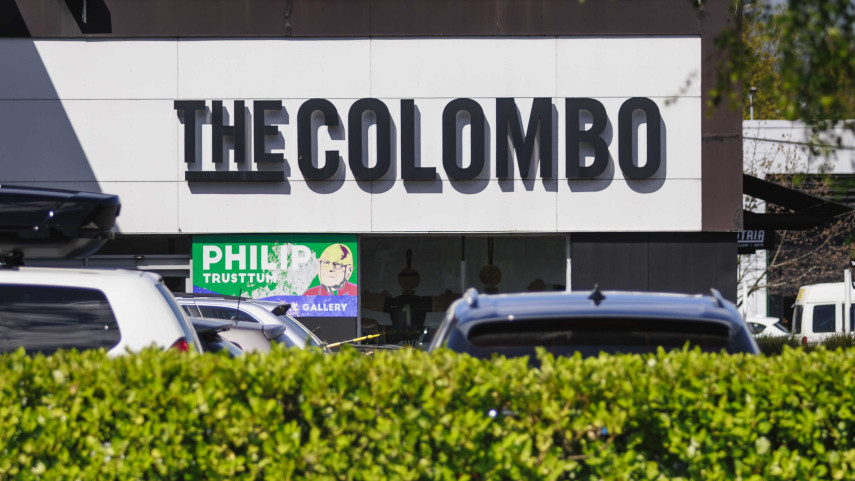 THE COLOMBO
PHILIP
TRUSTTUM
GALLERY